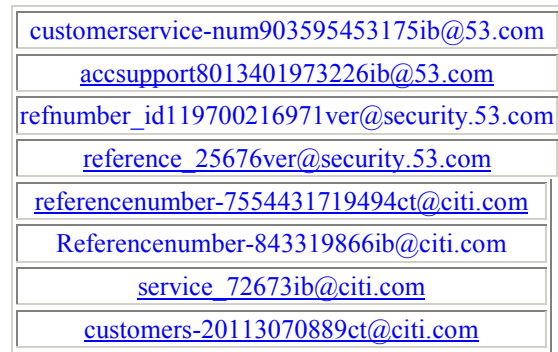 customerservice-num903595453175ib@53.com
accsupport8013401973226ib@53.com
refnumber_id119700216971ver@security.53.com
reference_25676ver@security.53.com
referencenumber-7554431719494ct@citi.com
Referencenumber-843319866ib@citi.com
service_72673ib@citi.com
customers-20113070889ct@citi.com